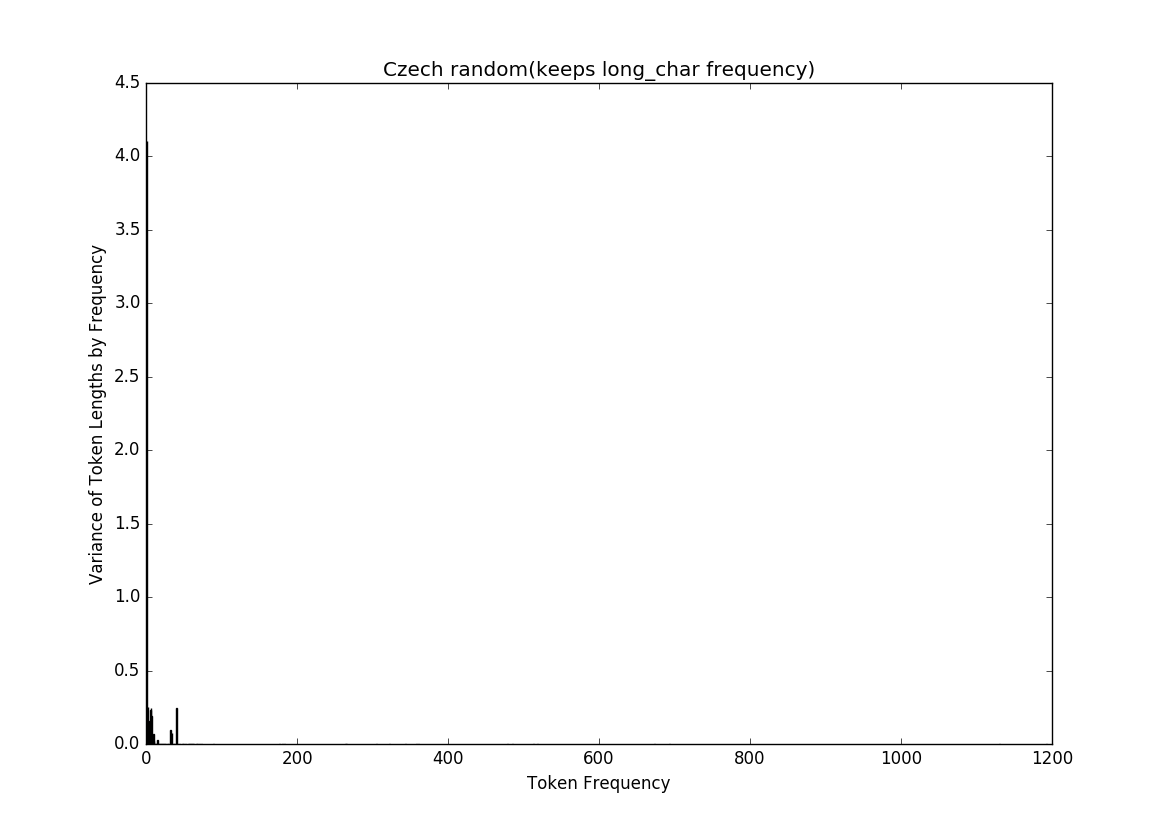 Czech random(keeps long_char frequency)
4.5
4.0
3.5
3.0
2.5
2.0
1.5
1.0
0.5
0.0
Variance of Token Lengths by Frequency
0 200 400 600 800 1000 1200
Token Frequency